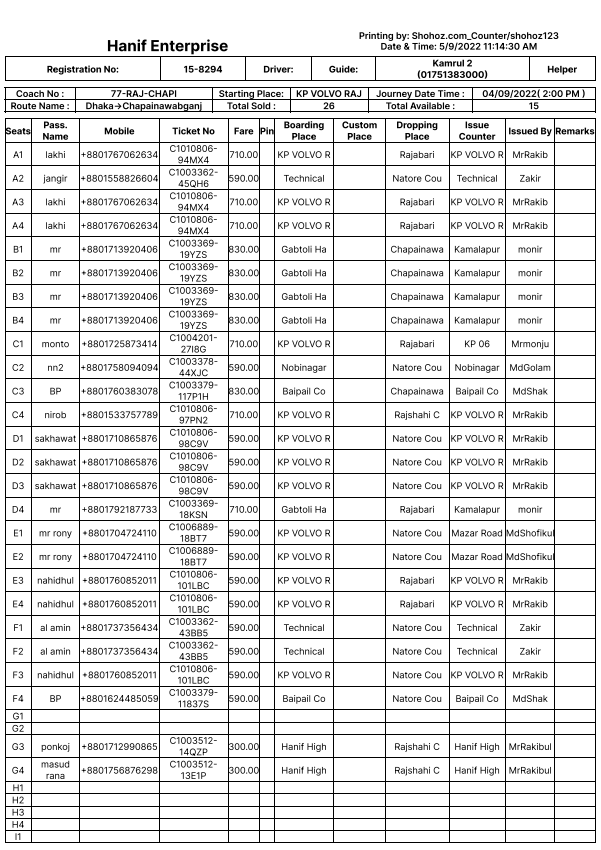 Hanif Enterprise
Printing by: Shohoz.com_Counter/shohoz123
Date & Time: 5/9/2022 11:14:30 AM
Registration No: 15-8294 Driver: Guide: Kamrul 2 (01751383000) Helper
Coach No : 77-RAJ-CHAPI Starting Place: KP VOLVO RAJ Journey Date Time : 04/09/2022( 2:00 PM )
Route Name : Dhaka→Chapainawabganj Total Sold : 26 Total Available : 15
Seats Pass. Name Mobile Ticket No Fare Pin Boarding Place Custom Place Dropping Place Issue Counter Issued By Remarks
A1 lakhi +8801767062634 C1010806-94MX4 710.00 KP VOLVO R Rajabari KP VOLVO R MrRakib
A2 jangir +8801558826604 C1003362-45QH6 590.00 Technical Natore Cou Technical Zakir
A3 lakhi +8801767062634 C1010806-94MX4 710.00 KP VOLVO R Rajabari KP VOLVO R MrRakib
A4 lakhi +8801767062634 C1010806-94MX4 710.00 KP VOLVO R Rajabari KP VOLVO R MrRakib
B1 mr +8801713920406 C1003369-19YZS 830.00 Gabtoli Ha Chapainawa Kamalapur monir
B2 mr +8801713920406 C1003369-19YZS 830.00 Gabtoli Ha Chapainawa Kamalapur monir
B3 mr +8801713920406 C1003369-19YZS 830.00 Gabtoli Ha Chapainawa Kamalapur monir
B4 mr +8801713920406 C1003369-19YZS 830.00 Gabtoli Ha Chapainawa Kamalapur monir
C1 monto +8801725873414 C1004201-27I8G 710.00 KP VOLVO R Rajabari KP 06 Mrmonju
C2 nn2 +8801758094094 C1003378-44XJC 590.00 Nobinagar Natore Cou Nobinagar MdGolam
C3 BP +8801760383078 C1003379-117P1H 830.00 Baipail Co Chapainawa Baipail Co MdShak
C4 nirob +8801533757789 C1010806-97PN2 710.00 KP VOLVO R Rajshahi C KP VOLVO R MrRakib
D1 sakhawat +8801710865876 C1010806-98C9V 590.00 KP VOLVO R Natore Cou KP VOLVO R MrRakib
D2 sakhawat +8801710865876 C1010806-98C9V 590.00 KP VOLVO R Natore Cou KP VOLVO R MrRakib
D3 sakhawat +8801710865876 C1010806-98C9V 590.00 KP VOLVO R Natore Cou KP VOLVO R MrRakib
D4 mr +8801792187733 C1003369-18KSN 710.00 Gabtoli Ha Rajabari Kamalapur monir
E1 mr rony +8801704724110 C1006889-18BT7 590.00 KP VOLVO R Natore Cou Mazar Road MdShofikul
E2 mr rony +8801704724110 C1006889-18BT7 590.00 KP VOLVO R Natore Cou Mazar Road MdShofikul
E3 nahidhul +8801760852011 C1010806-101LBC 590.00 KP VOLVO R Rajabari KP VOLVO R MrRakib
E4 nahidhul +8801760852011 C1010806-101LBC 590.00 KP VOLVO R Rajabari KP VOLVO R MrRakib
F1 al amin +8801737356434 C1003362-43BB5 590.00 Technical Natore Cou Technical Zakir
F2 al amin +8801737356434 C1003362-43BB5 590.00 Technical Natore Cou Technical Zakir
F3 nahidhul +8801760852011 C1010806-101LBC 590.00 KP VOLVO R Natore Cou KP VOLVO R MrRakib
F4 BP +8801624485059 C1003379-11837S 590.00 Baipail Co Natore Cou Baipail Co MdShak
G1
G2
G3 ponkoj +8801712990865 C1003512-14QZP 300.00 Hanif High Rajshahi C Hanif High MrRakibul
G4 masud rana +8801756876298 C1003512-13E1P 300.00 Hanif High Rajshahi C Hanif High MrRakibul
H1
H2
H3
H4
I1